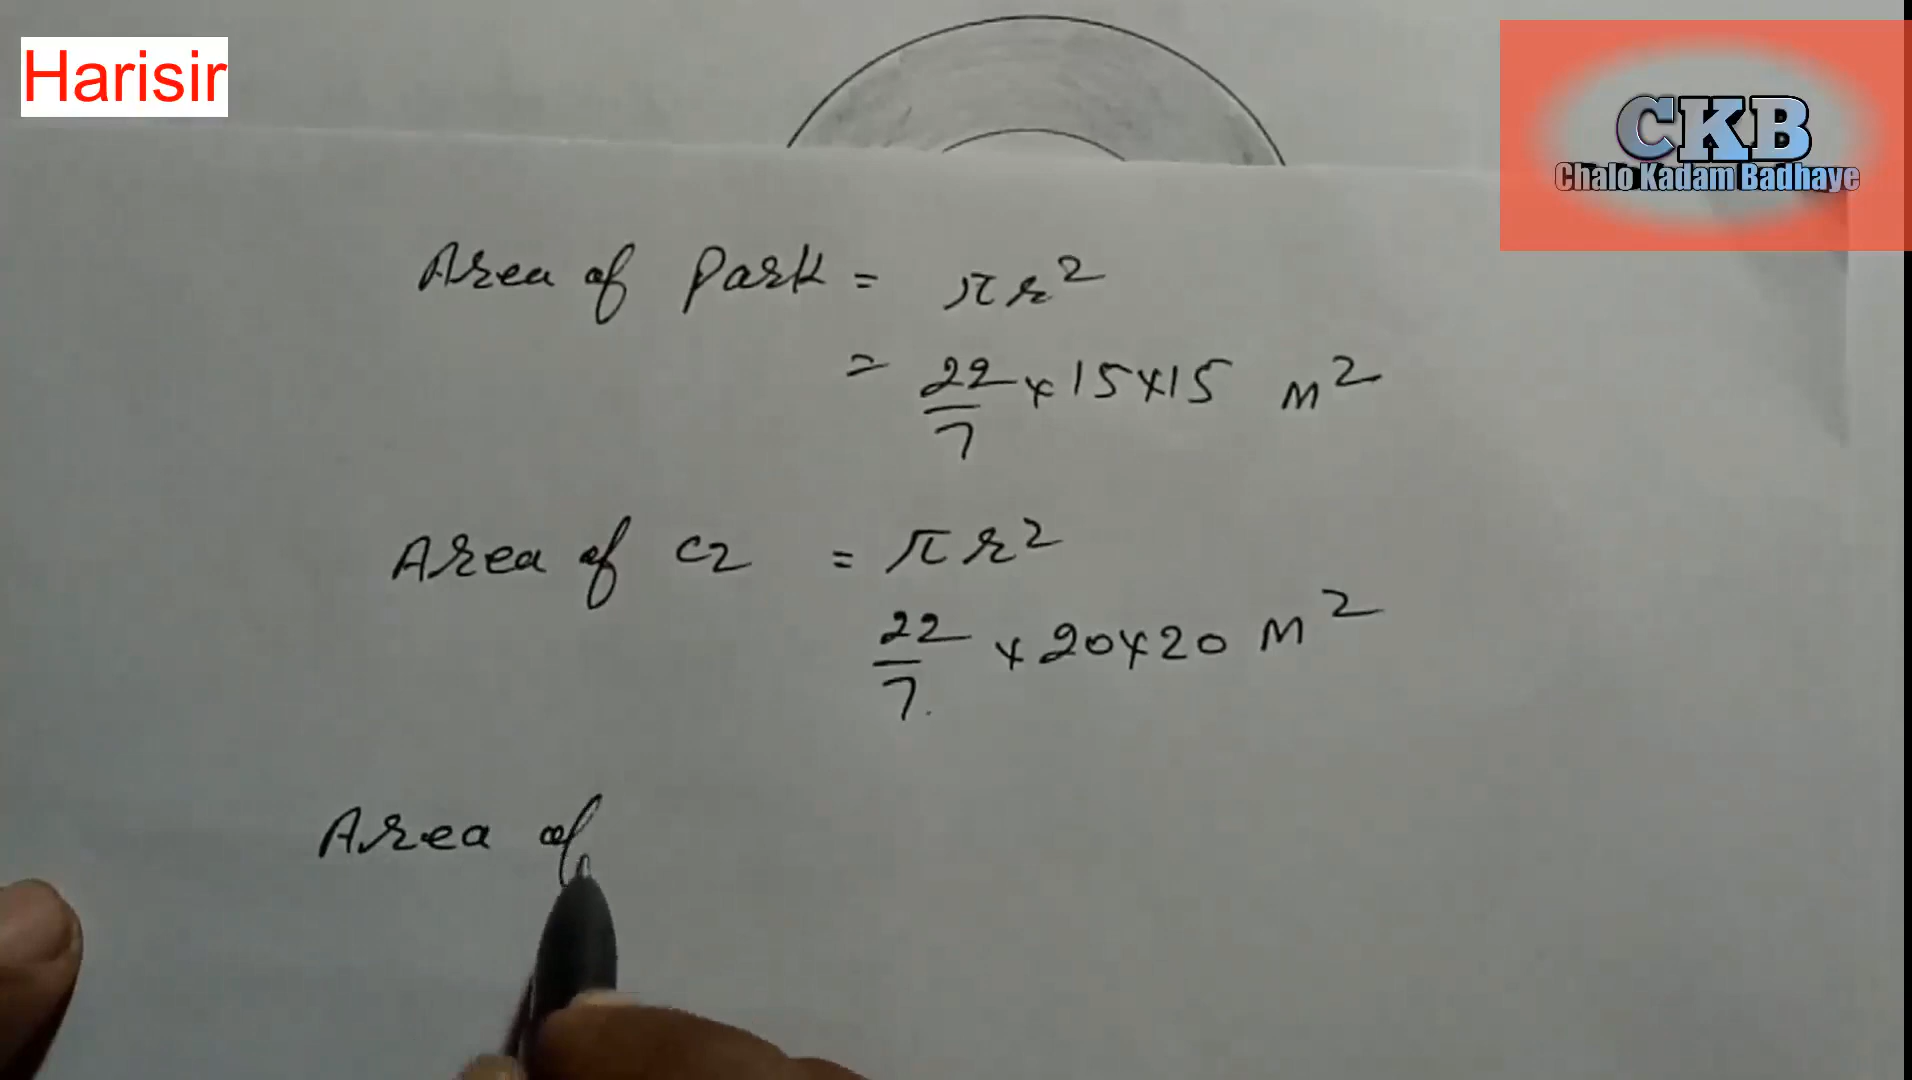 Harisir
CKB
Chalo Kadam Badhaye
Area of Park = πr²
= 22/7 × 15 × 15 M²
Area of C2 = πr²
22/7 × 20 × 20 M²
Area of